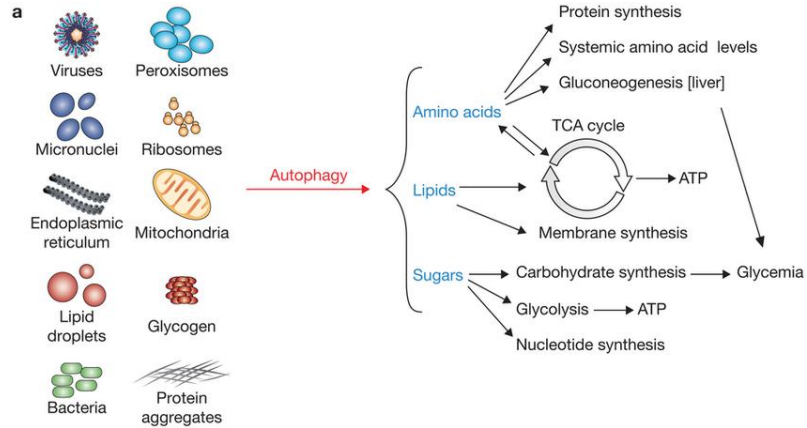 a
Viruses
Peroxisomes
Micronuclei
Ribosomes
Endoplasmic
reticulum
Mitochondria
Lipid
droplets
Glycogen
Bacteria
Protein
aggregates
Autophagy
Amino acids
Lipids
Sugars
Protein synthesis
Systemic amino acid levels
Gluconeogenesis [liver]
TCA cycle
ATP
Membrane synthesis
Carbohydrate synthesis
Glycemia
Glycolysis
ATP
Nucleotide synthesis